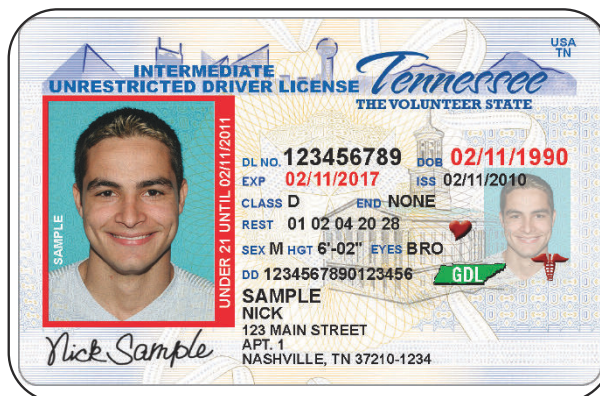 USA
TN
INTERMEDIATE
UNRESTRICTED DRIVER LICENSE
Tennessee
THE VOLUNTEER STATE
SAMPLE
UNDER 21 UNTIL 02/11/2011
DL NO. 123456789 DOB 02/11/1990
EXP 02/11/2017 ISS 02/11/2010
CLASS D END NONE
REST 01 02 04 20 28
SEX M HGT 6'-02" EYES BRO
DD 1234567890123456
GDL
SAMPLE
NICK
123 MAIN STREET
APT. 1
NASHVILLE, TN 37210-1234
Nick Sample